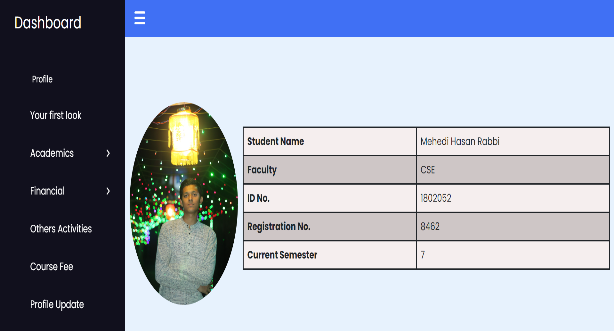 Dashboard
Profile
Your first look
Academics
Financial
Others Activities
Course Fee
Profile Update
Student Name Mehedi Hasan Rabbi
Faculty CSE
ID No. 1802052
Registration No. 8462
Current Semester 7